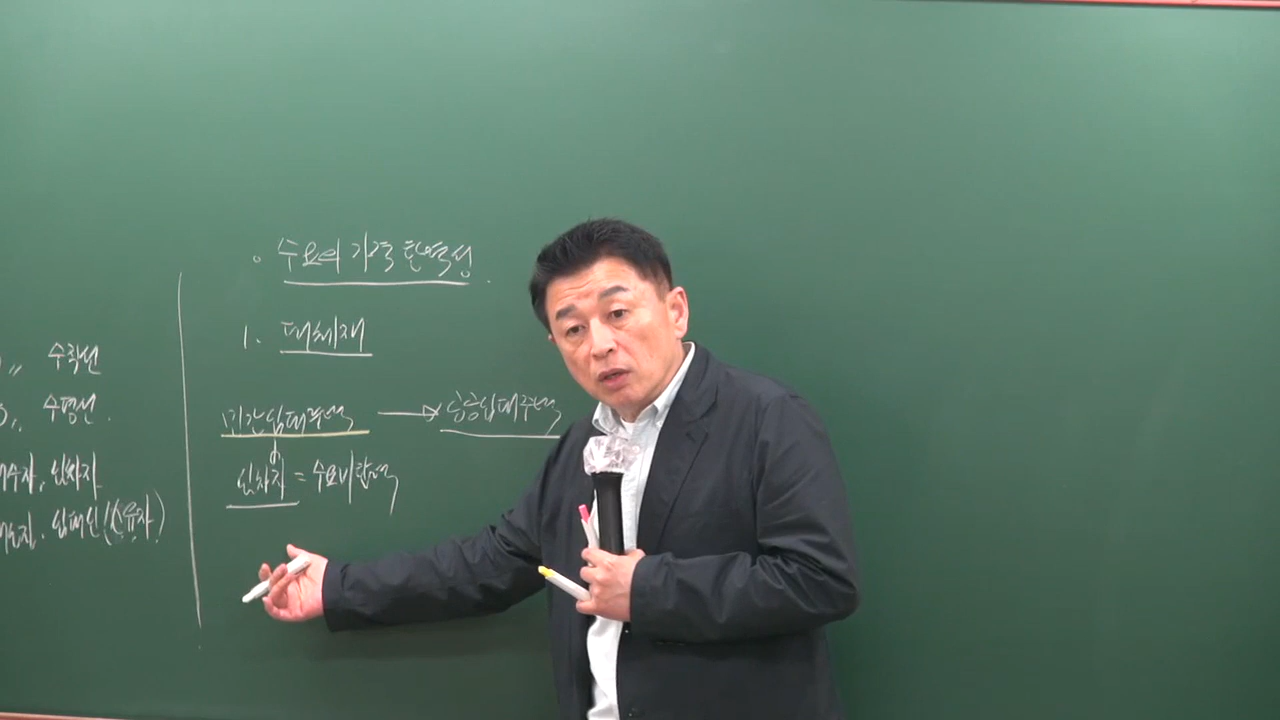 수요의 가격 탄력성
1. 대체재
민간임대주택 → 공공임대주택
임차자 = 수요비탄력
〃 수직선
〃 수평선.
임차자
임대인(소유자)